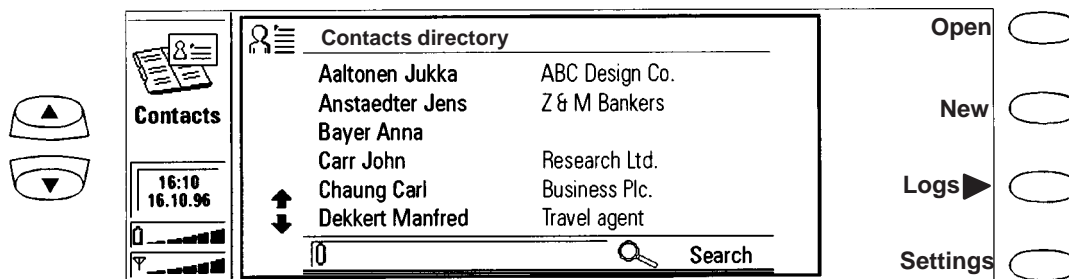 Contacts
16:10
16.10.96
Contacts directory
Aaltonen Jukka ABC Design Co.
Anstaedter Jens Z & M Bankers
Bayer Anna
Carr John Research Ltd.
Chaung Carl Business Plc.
Dekkert Manfred Travel agent
Search
Open
New
Logs
Settings